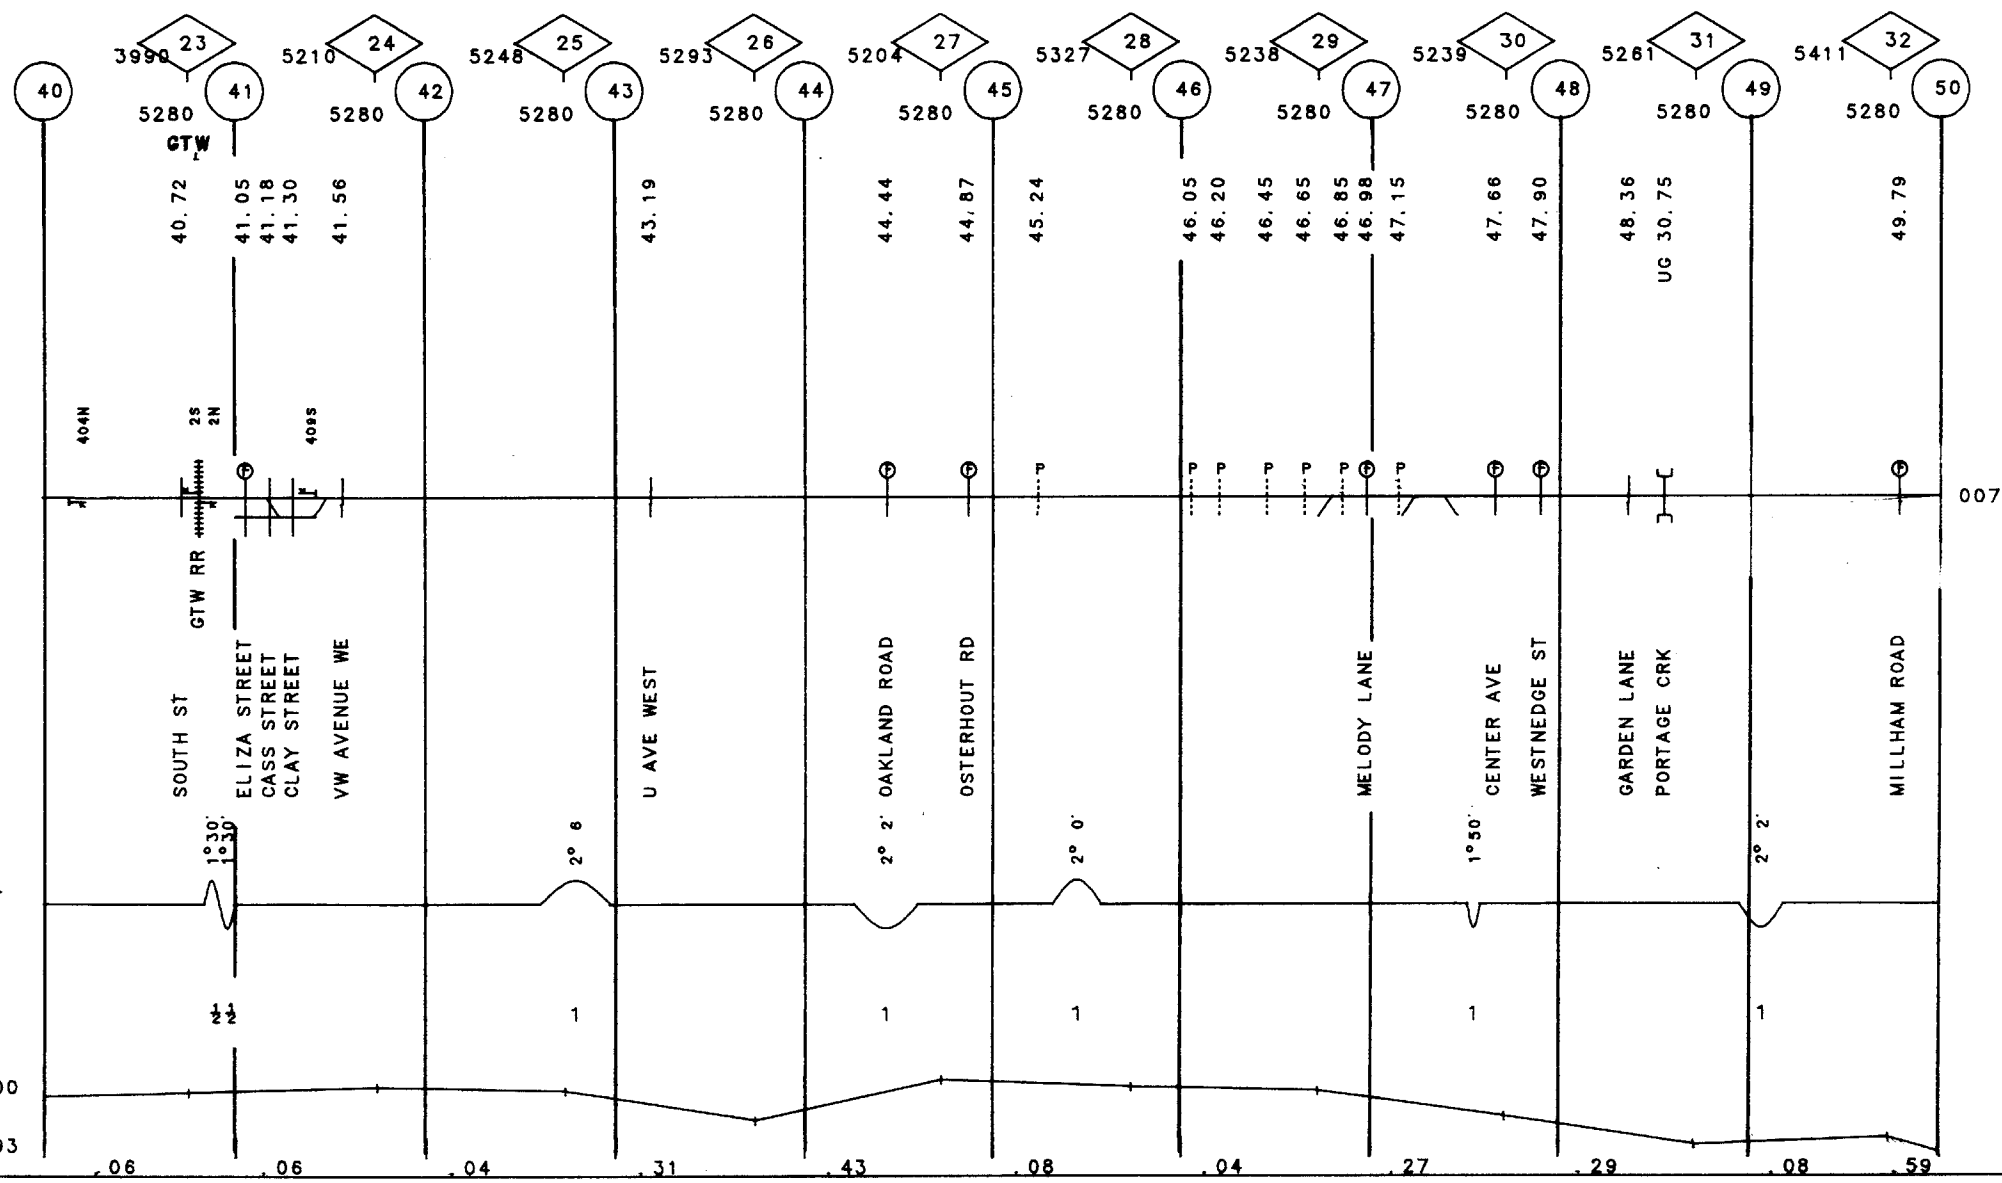 23 24 25 26 27 28 29 30 31 32
3990 5210 5248 5293 5204 5327 5238 5239 5261 5411
40 41 42 43 44 45 46 47 48 49 50
5280 5280 5280 5280 5280 5280 5280 5280 5280 5280
GTW
40.72
41.05
41.18
41.30
41.56
43.19
44.44
44.87
45.24
46.05
46.20
46.45
46.65
46.85
46.98
47.15
47.66
47.90
48.36
UG 30.75
49.79
404N
2S
2N
409S
P P P P P P P P P P P P P P
007
GTW RR
SOUTH ST
ELIZA STREET
CASS STREET
CLAY STREET
VW AVENUE WE
U AVE WEST
OAKLAND ROAD
OSTERHOUT RD
MELODY LANE
CENTER AVE
WESTNEDGE ST
GARDEN LANE
PORTAGE CRK
MILLHAM ROAD
1°30'
1°30'
2° 6
2° 2'
2° 0'
1°50'
2° 2'
½ ½ 1 1 1 1 1
00
93
.06 .06 .04 .31 .43 .08 .04 .27 .29 .08 .59